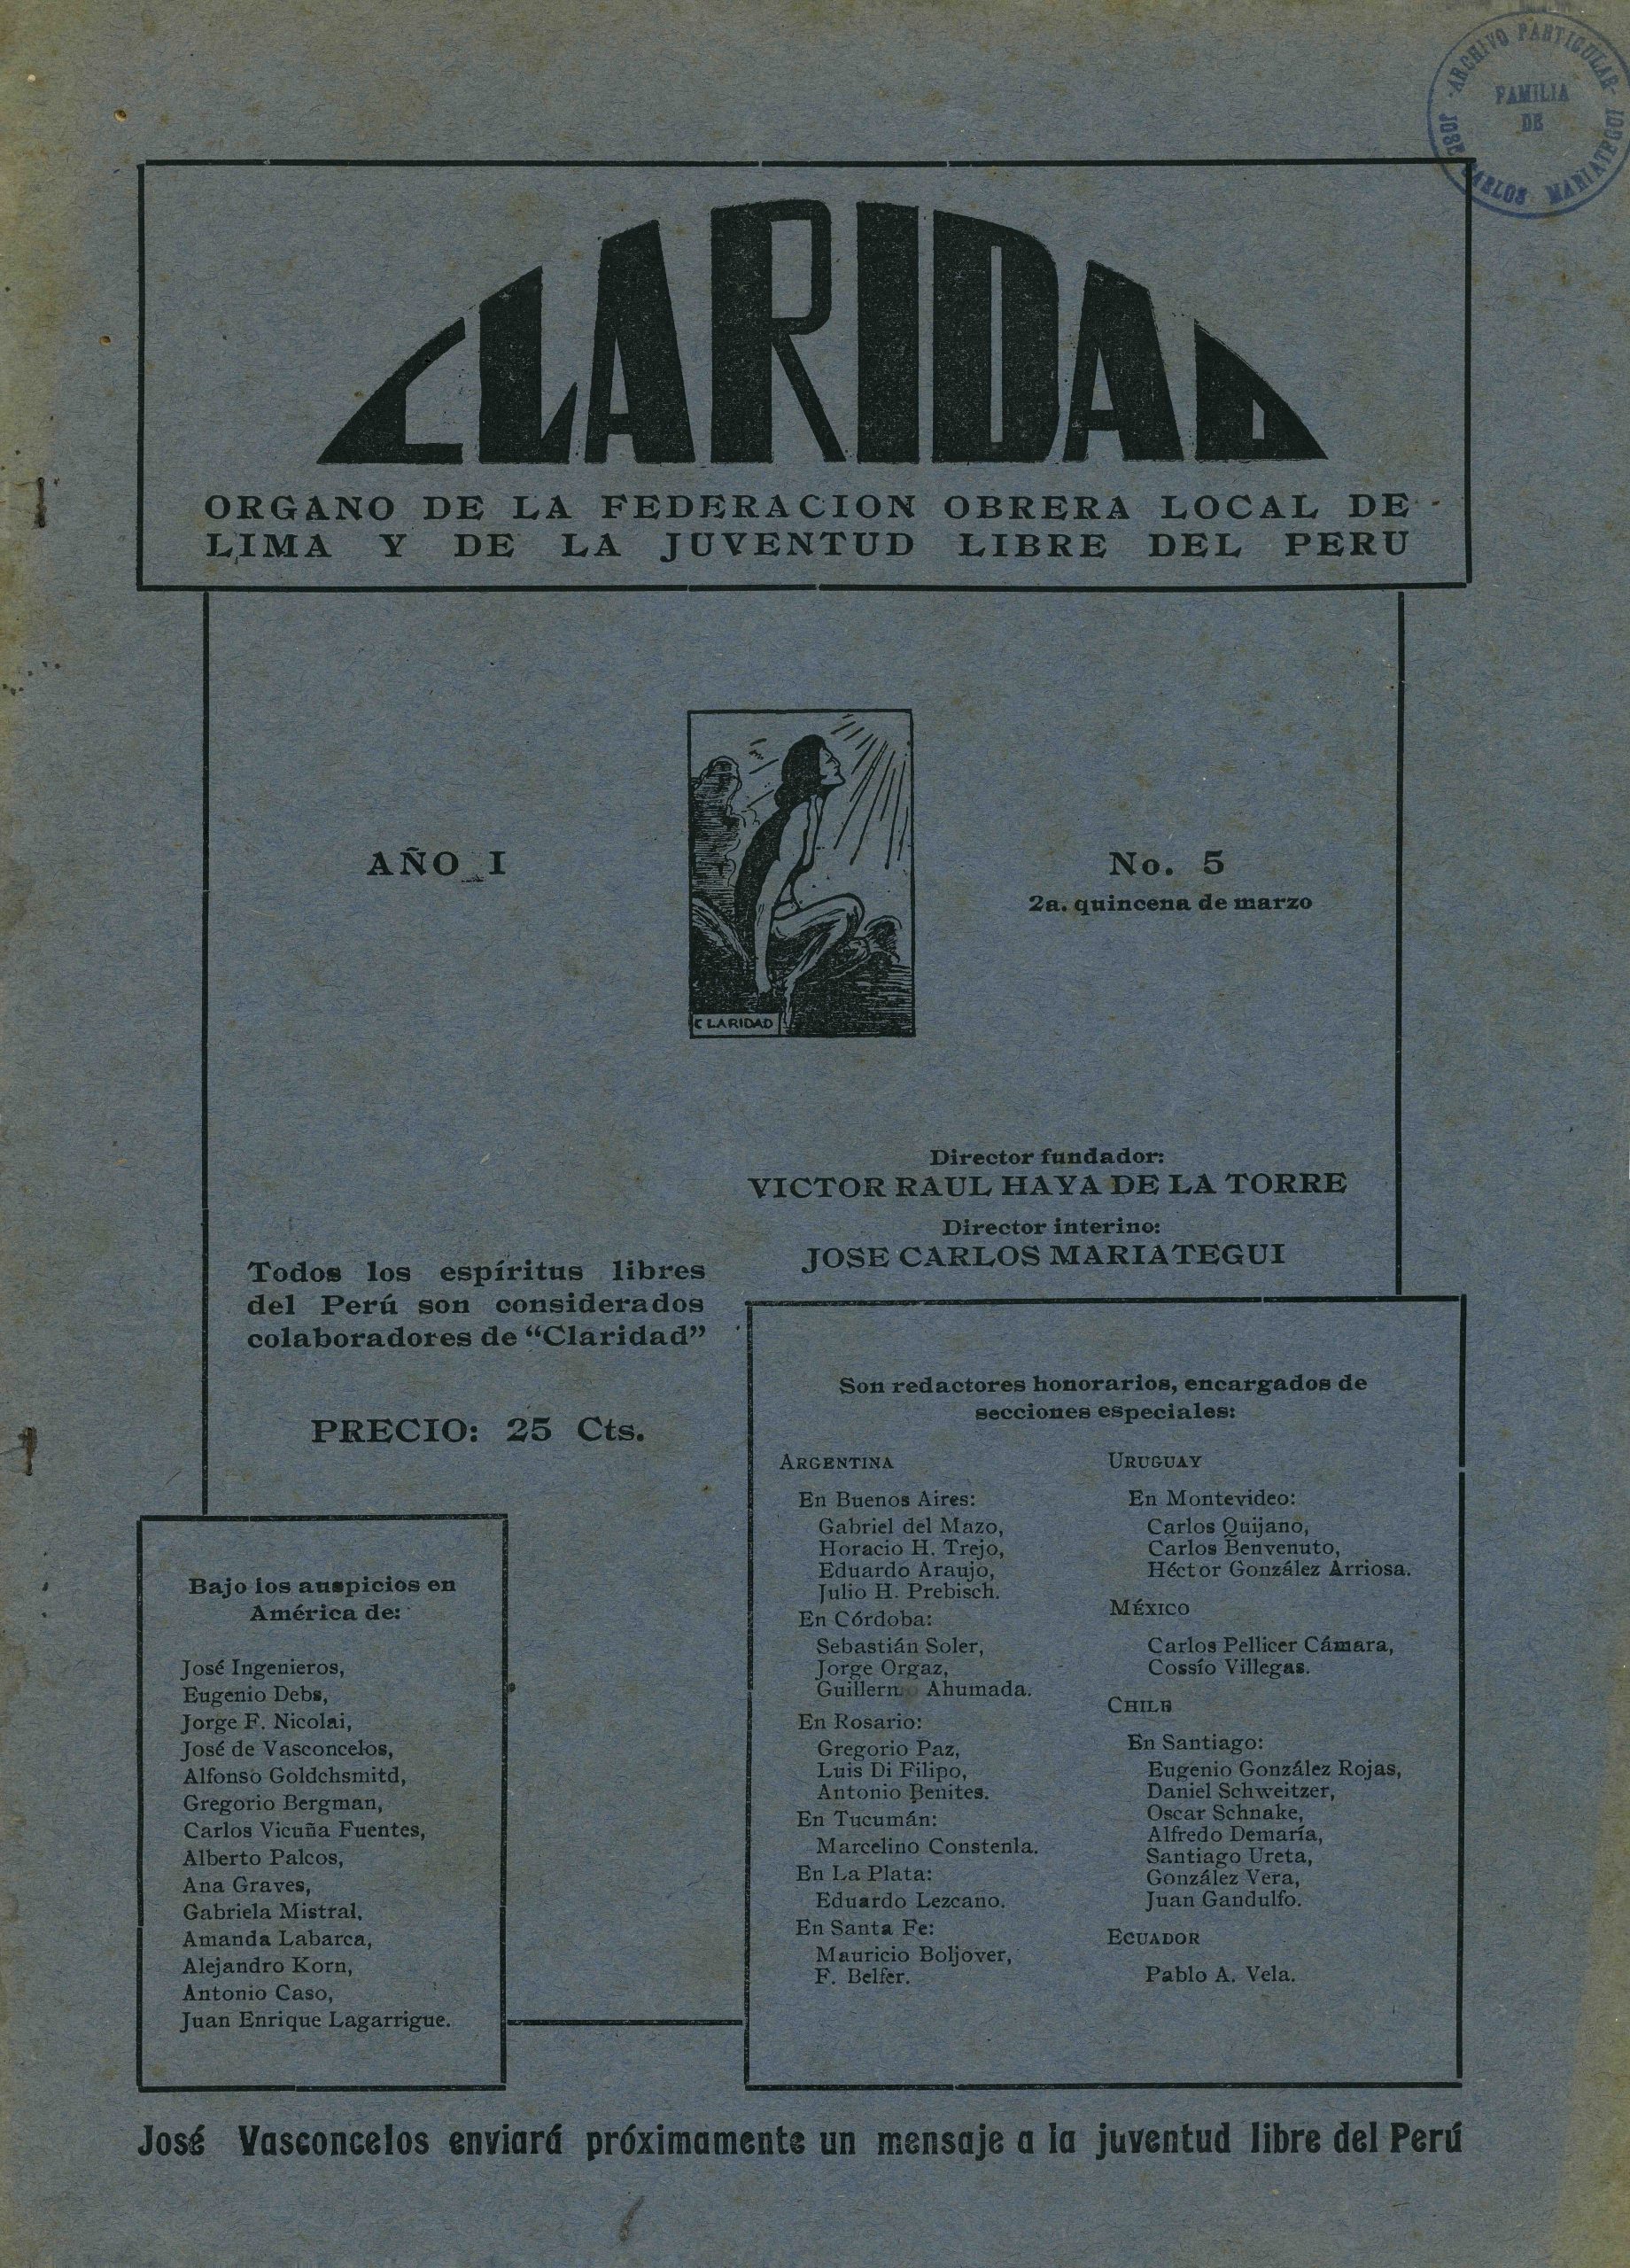 ARCHIVO PARTICULAR
FAMILIA
DE
JOSE CARLOS MARIATEGUI
CLARIDAD
ORGANO DE LA FEDERACION OBRERA LOCAL DE
LIMA Y DE LA JUVENTUD LIBRE DEL PERU
AÑO I
No. 5
2a. quincena de marzo
CLARIDAD
Director fundador:
VICTOR RAUL HAYA DE LA TORRE
Director interino:
JOSE CARLOS MARIATEGUI
Todos los espíritus libres
del Perú son considerados
colaboradores de “Claridad”
PRECIO: 25 Cts.
Bajo los auspicios en
América de:
José Ingenieros,
Eugenio Debs,
Jorge F. Nicolai,
José de Vasconcelos,
Alfonso Goldchsmitd,
Gregorio Bergman,
Carlos Vicuña Fuentes,
Alberto Palcos,
Ana Graves,
Gabriela Mistral,
Amanda Labarca,
Alejandro Korn,
Antonio Caso,
Juan Enrique Lagarrigue.
Son redactores honorarios, encargados de
secciones especiales:
ARGENTINA
En Buenos Aires:
Gabriel del Mazo,
Horacio H. Trejo,
Eduardo Araujo,
Julio H. Prebisch.
En Córdoba:
Sebastián Soler,
Jorge Orgaz,
Guillermo Ahumada.
En Rosario:
Gregorio Paz,
Luis Di Filipo,
Antonio Benites.
En Tucumán:
Marcelino Constenla.
En La Plata:
Eduardo Lezcano.
En Santa Fe:
Mauricio Boljover,
F. Belfer.
URUGUAY
En Montevideo:
Carlos Quijano,
Carlos Benvenuto,
Héctor González Arriosa.
MÉXICO
Carlos Pellicer Cámara,
Cossío Villegas.
CHILE
En Santiago:
Eugenio González Rojas,
Daniel Schweitzer,
Oscar Schnake,
Alfredo Demaría,
Santiago Ureta,
González Vera,
Juan Gandulfo.
ECUADOR
Pablo A. Vela.
José Vasconcelos enviará próximamente un mensaje a la juventud libre del Perú